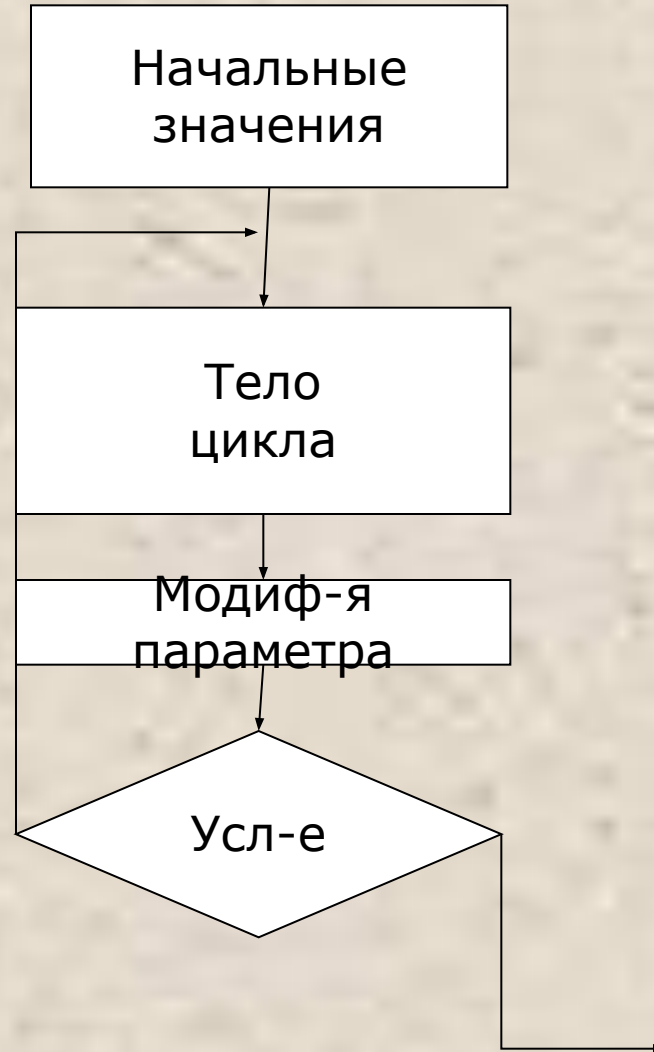 Начальные
значения
Тело
цикла
Модиф-я
параметра
Усл-е